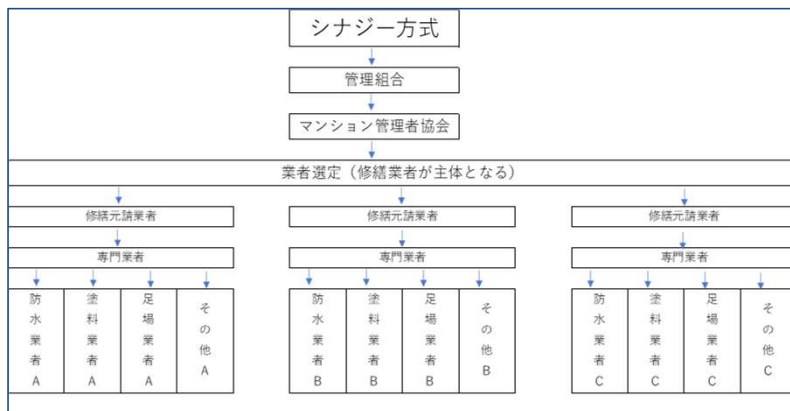 シナジー方式
管理組合
マンション管理者協会
業者選定（修繕業者が主体となる）
修繕元請業者
修繕元請業者
修繕元請業者
専門業者
専門業者
専門業者
防水業者A
塗料業者A
足場業者A
その他A
防水業者B
塗料業者B
足場業者B
その他B
防水業者C
塗料業者C
足場業者C
その他C